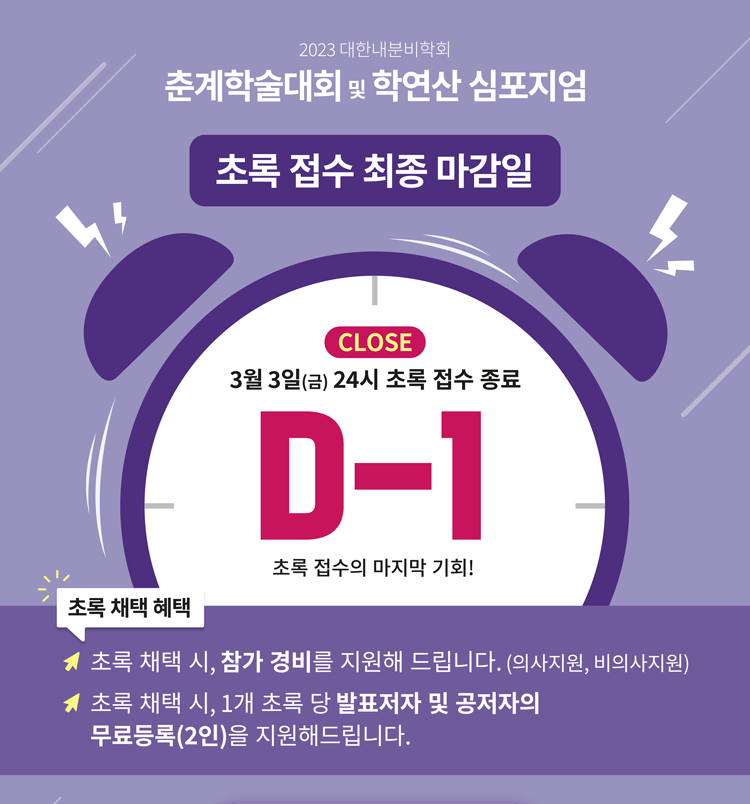 2023 대한내분비학회
춘계학술대회 및 학연산 심포지엄
초록 접수 최종 마감일
CLOSE
3월 3일(금) 24시 초록 접수 종료
D-1
초록 접수의 마지막 기회!
초록 채택 혜택
초록 채택 시, 참가 경비를 지원해 드립니다. (의사지원, 비의사지원)
초록 채택 시, 1개 초록 당 발표저자 및 공저자의
무료등록(2인)을 지원해드립니다.